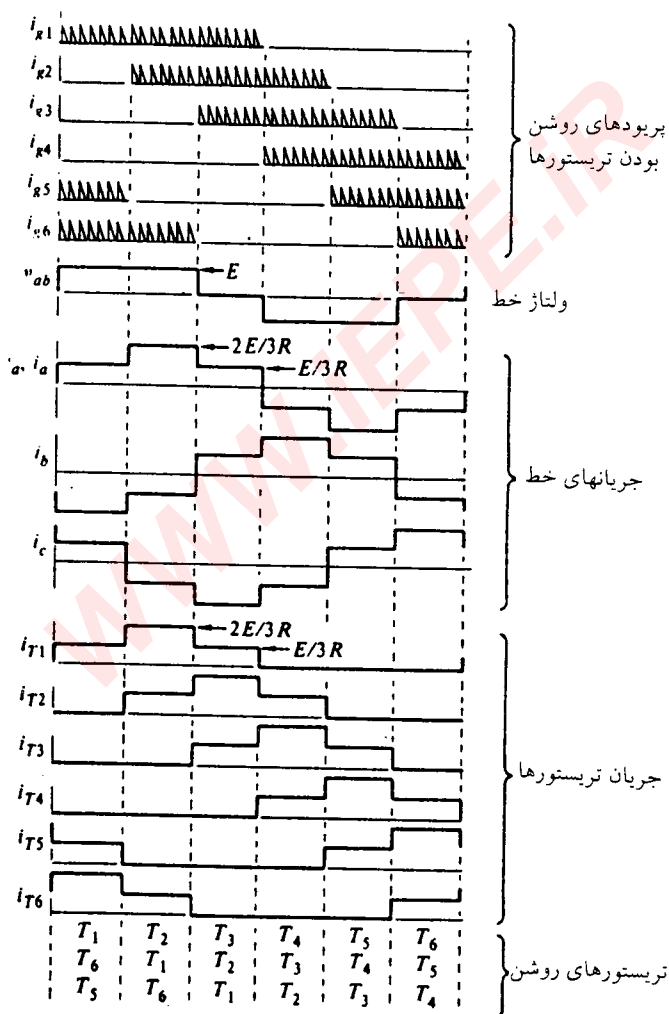 i_g1
i_g2
i_g3
i_g4
i_g5
i_g6
پریودهای روشن
بودن تریستورها
v_ab
E
ولتاژ خط
i_a
2E/3R
E/3R
i_b
i_c
جریانهای خط
i_T1
2E/3R
E/3R
i_T2
i_T3
i_T4
i_T5
i_T6
جریان تریستورها
T1 T2 T3 T4 T5 T6
T6 T1 T2 T3 T4 T5
T5 T6 T1 T2 T3 T4
تریستورهای روشن
WWW.IEPE.iR